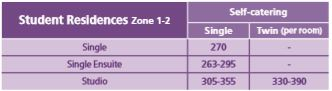 Student Residences Zone 1-2 Self-catering
Single Twin (per room)
Single 270 -
Single Ensuite 263-295 -
Studio 305-355 330-390